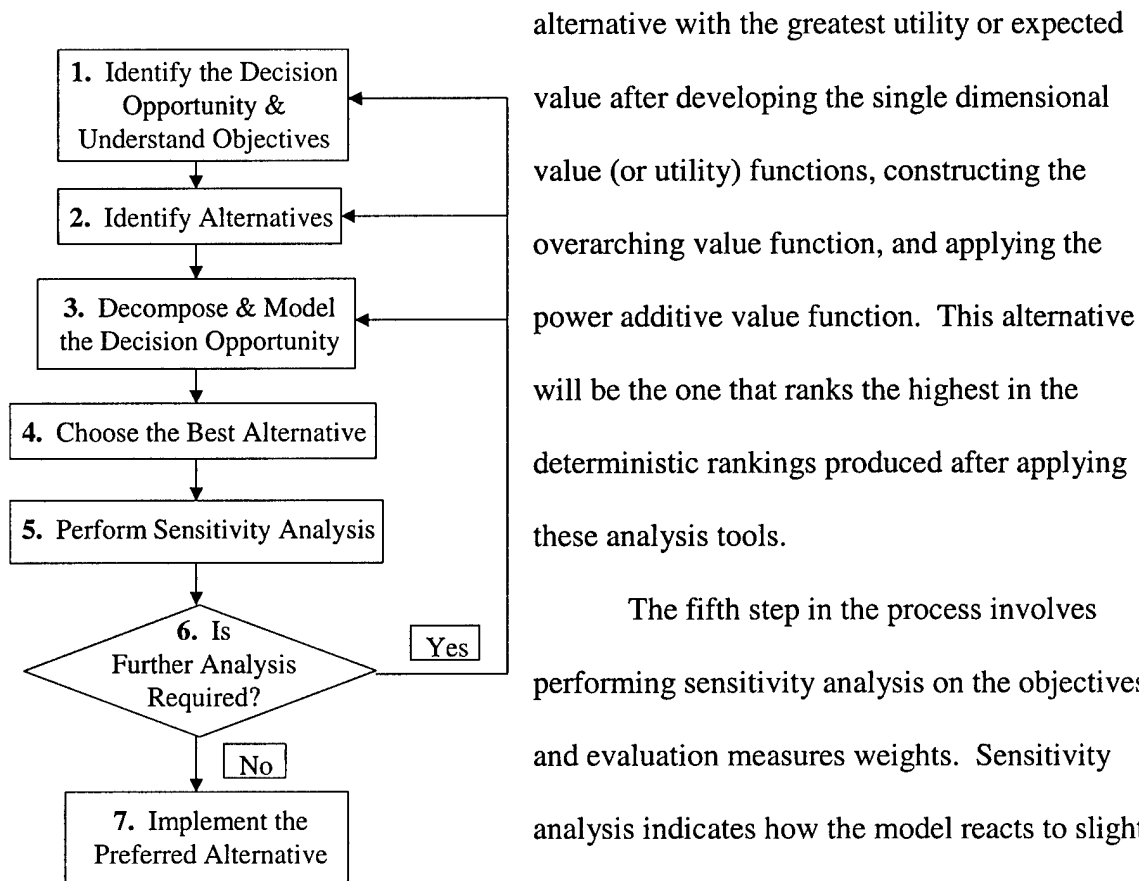 1. Identify the Decision
Opportunity &
Understand Objectives
2. Identify Alternatives
3. Decompose & Model
the Decision Opportunity
4. Choose the Best Alternative
5. Perform Sensitivity Analysis
6. Is
Further Analysis
Required?
Yes
No
7. Implement the
Preferred Alternative
alternative with the greatest utility or expected
value after developing the single dimensional
value (or utility) functions, constructing the
overarching value function, and applying the
power additive value function. This alternative
will be the one that ranks the highest in the
deterministic rankings produced after applying
these analysis tools.
The fifth step in the process involves
performing sensitivity analysis on the objectives
and evaluation measures weights. Sensitivity
analysis indicates how the model reacts to slight